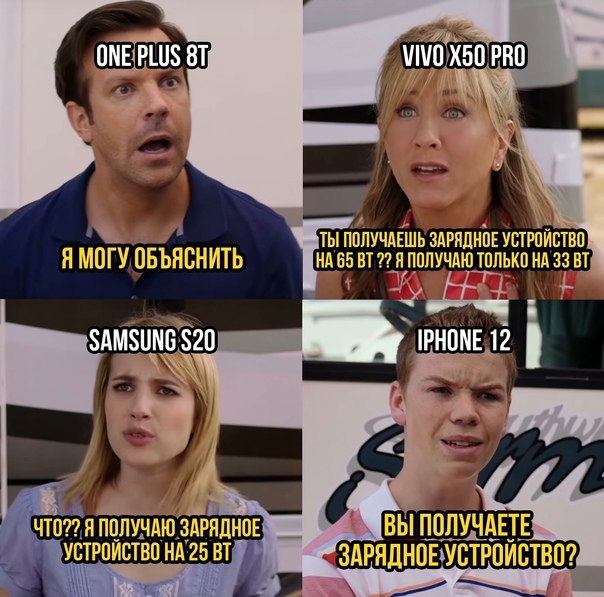 ONE PLUS 8T
Я МОГУ ОБЪЯСНИТЬ
VIVO X50 PRO
ТЫ ПОЛУЧАЕШЬ ЗАРЯДНОЕ УСТРОЙСТВО
НА 65 ВТ ?? Я ПОЛУЧАЮ ТОЛЬКО НА 33 ВТ
SAMSUNG S20
ЧТО?? Я ПОЛУЧАЮ ЗАРЯДНОЕ
УСТРОЙСТВО НА 25 ВТ
IPHONE 12
ВЫ ПОЛУЧАЕТЕ
ЗАРЯДНОЕ УСТРОЙСТВО?